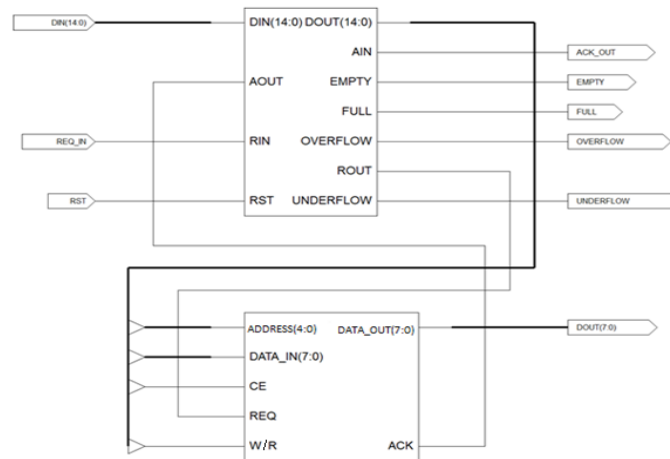 DIN(14:0) DIN(14:0) DOUT(14:0)
AIN ACK_OUT
AOUT EMPTY EMPTY
FULL FULL
REQ_IN RIN OVERFLOW OVERFLOW
ROUT
RST RST UNDERFLOW UNDERFLOW
ADDRESS(4:0) DATA_OUT(7:0) DOUT(7:0)
DATA_IN(7:0)
CE
REQ
W/R ACK